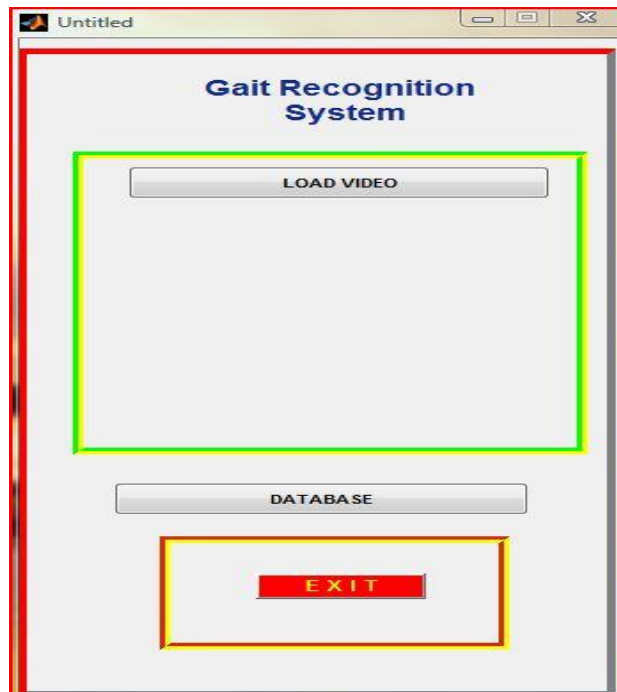 Untitled
Gait Recognition
System
LOAD VIDEO
DATABASE
EXIT